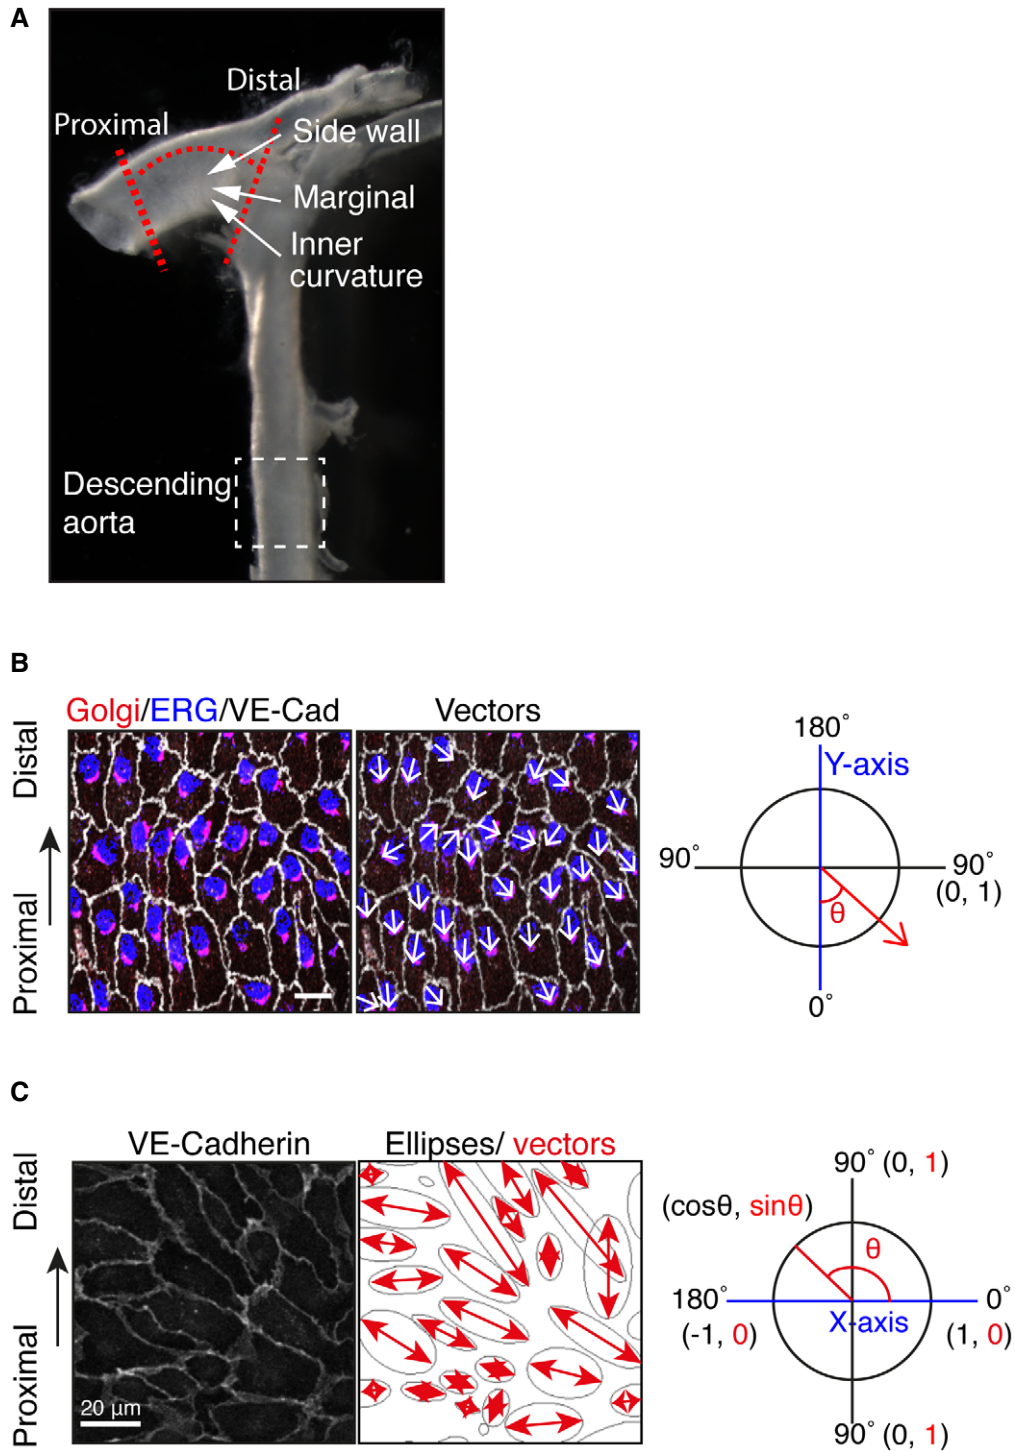 A
Distal
Proximal
Side wall
Marginal
Inner
curvature
Descending
aorta
B
Golgi/ERG/VE-Cad
Vectors
Distal
Proximal
180°
Y-axis
90°
90°
(0, 1)
θ
0°
C
VE-Cadherin
Ellipses/ vectors
Distal
Proximal
20 µm
90° (0, 1)
(cosθ, sinθ)
θ
180°
0°
X-axis
(-1, 0)
(1, 0)
90° (0, 1)